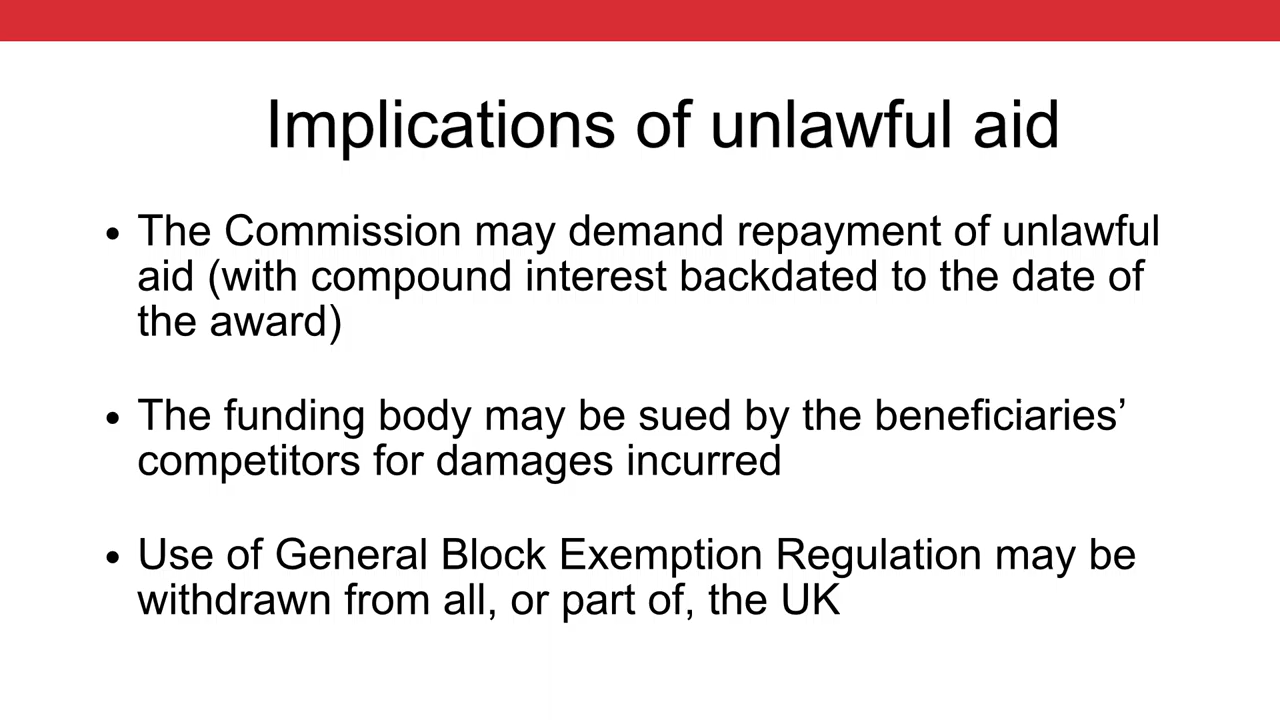 Implications of unlawful aid
• The Commission may demand repayment of unlawful
aid (with compound interest backdated to the date of
the award)
• The funding body may be sued by the beneficiaries’
competitors for damages incurred
• Use of General Block Exemption Regulation may be
withdrawn from all, or part of, the UK